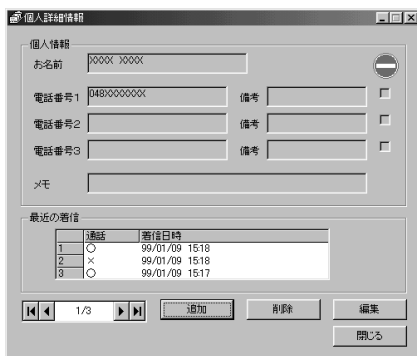 個人詳細情報
個人情報
お名前 XXXX XXXX
電話番号1 048XXXXXXX 備考
電話番号2 備考
電話番号3 備考
メモ
最近の着信
通話 着信日時
1 ○ 99/01/09 15:18
2 × 99/01/09 15:18
3 ○ 99/01/09 15:17
1/3 追加 削除 編集
閉じる